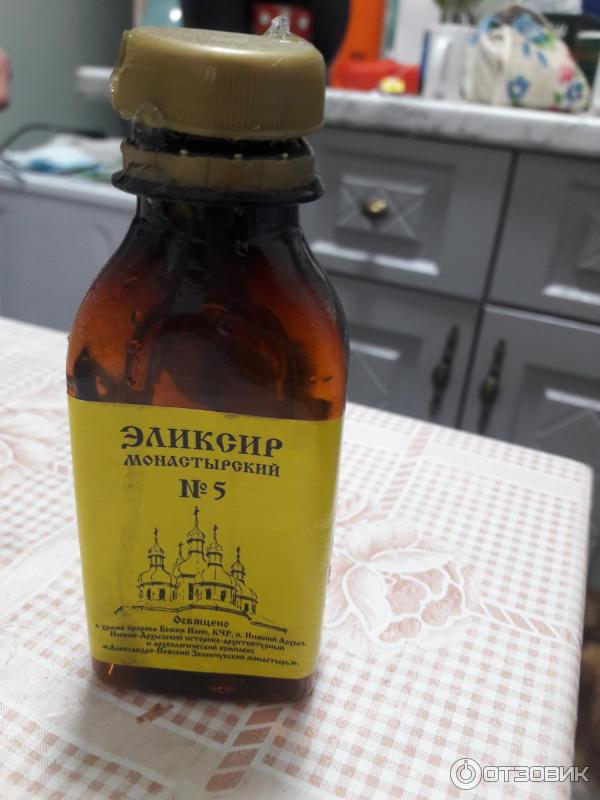 ЭЛИКСИР
МОНАСТЫРСКИЙ
№5
Освящено
в храме пророка Божия Илии, КЧР, п. Нижний Архыз.
Нижне-Архызский историко-архитектурный
и археологический комплекс
«Александро-Невский Зеленчукский монастырь».
ОТЗОВИК